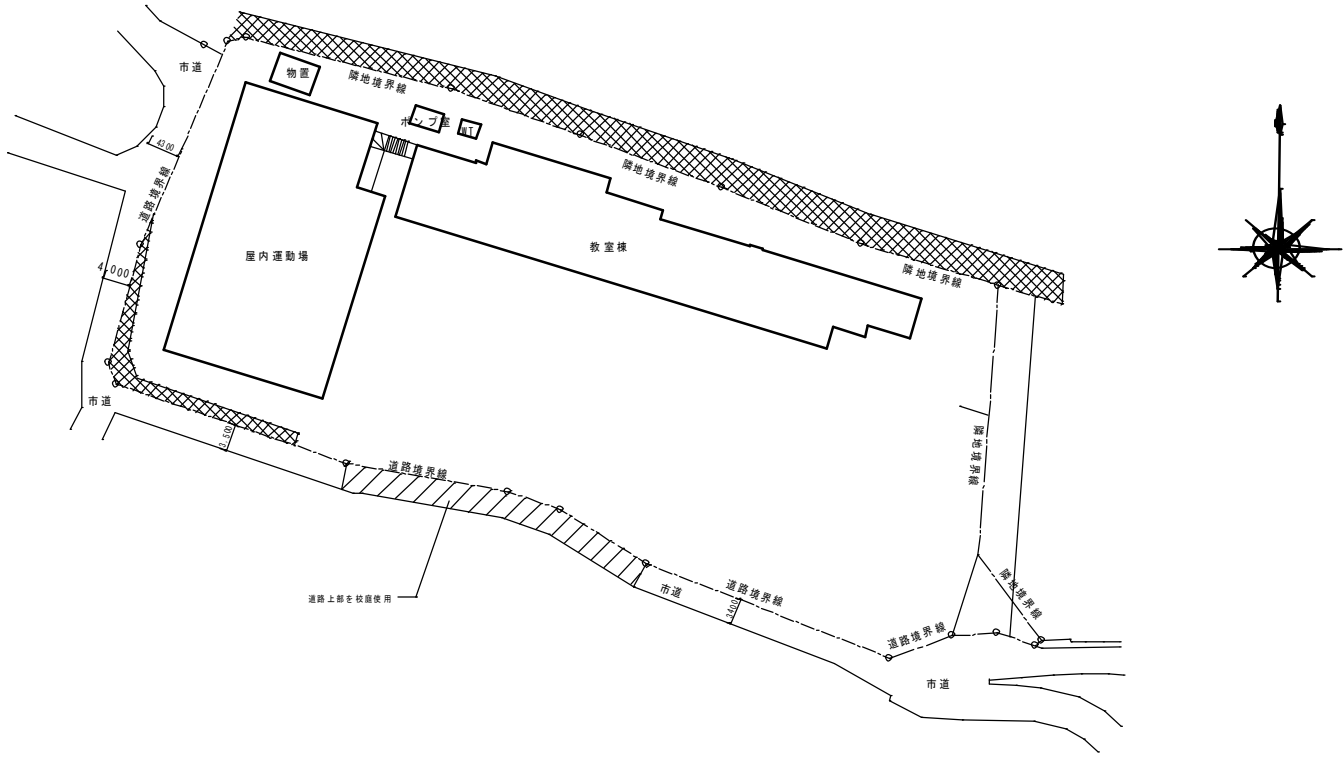 市道
物置
隣地境界線
ポンプ室
WT
4300
隣地境界線
道路境界線
教室棟
屋内運動場
4,000
隣地境界線
市道
3,500
隣地境界線
道路境界線
道路上部を校庭使用
市道
道路境界線
3400
隣地境界線
道路境界線
市道